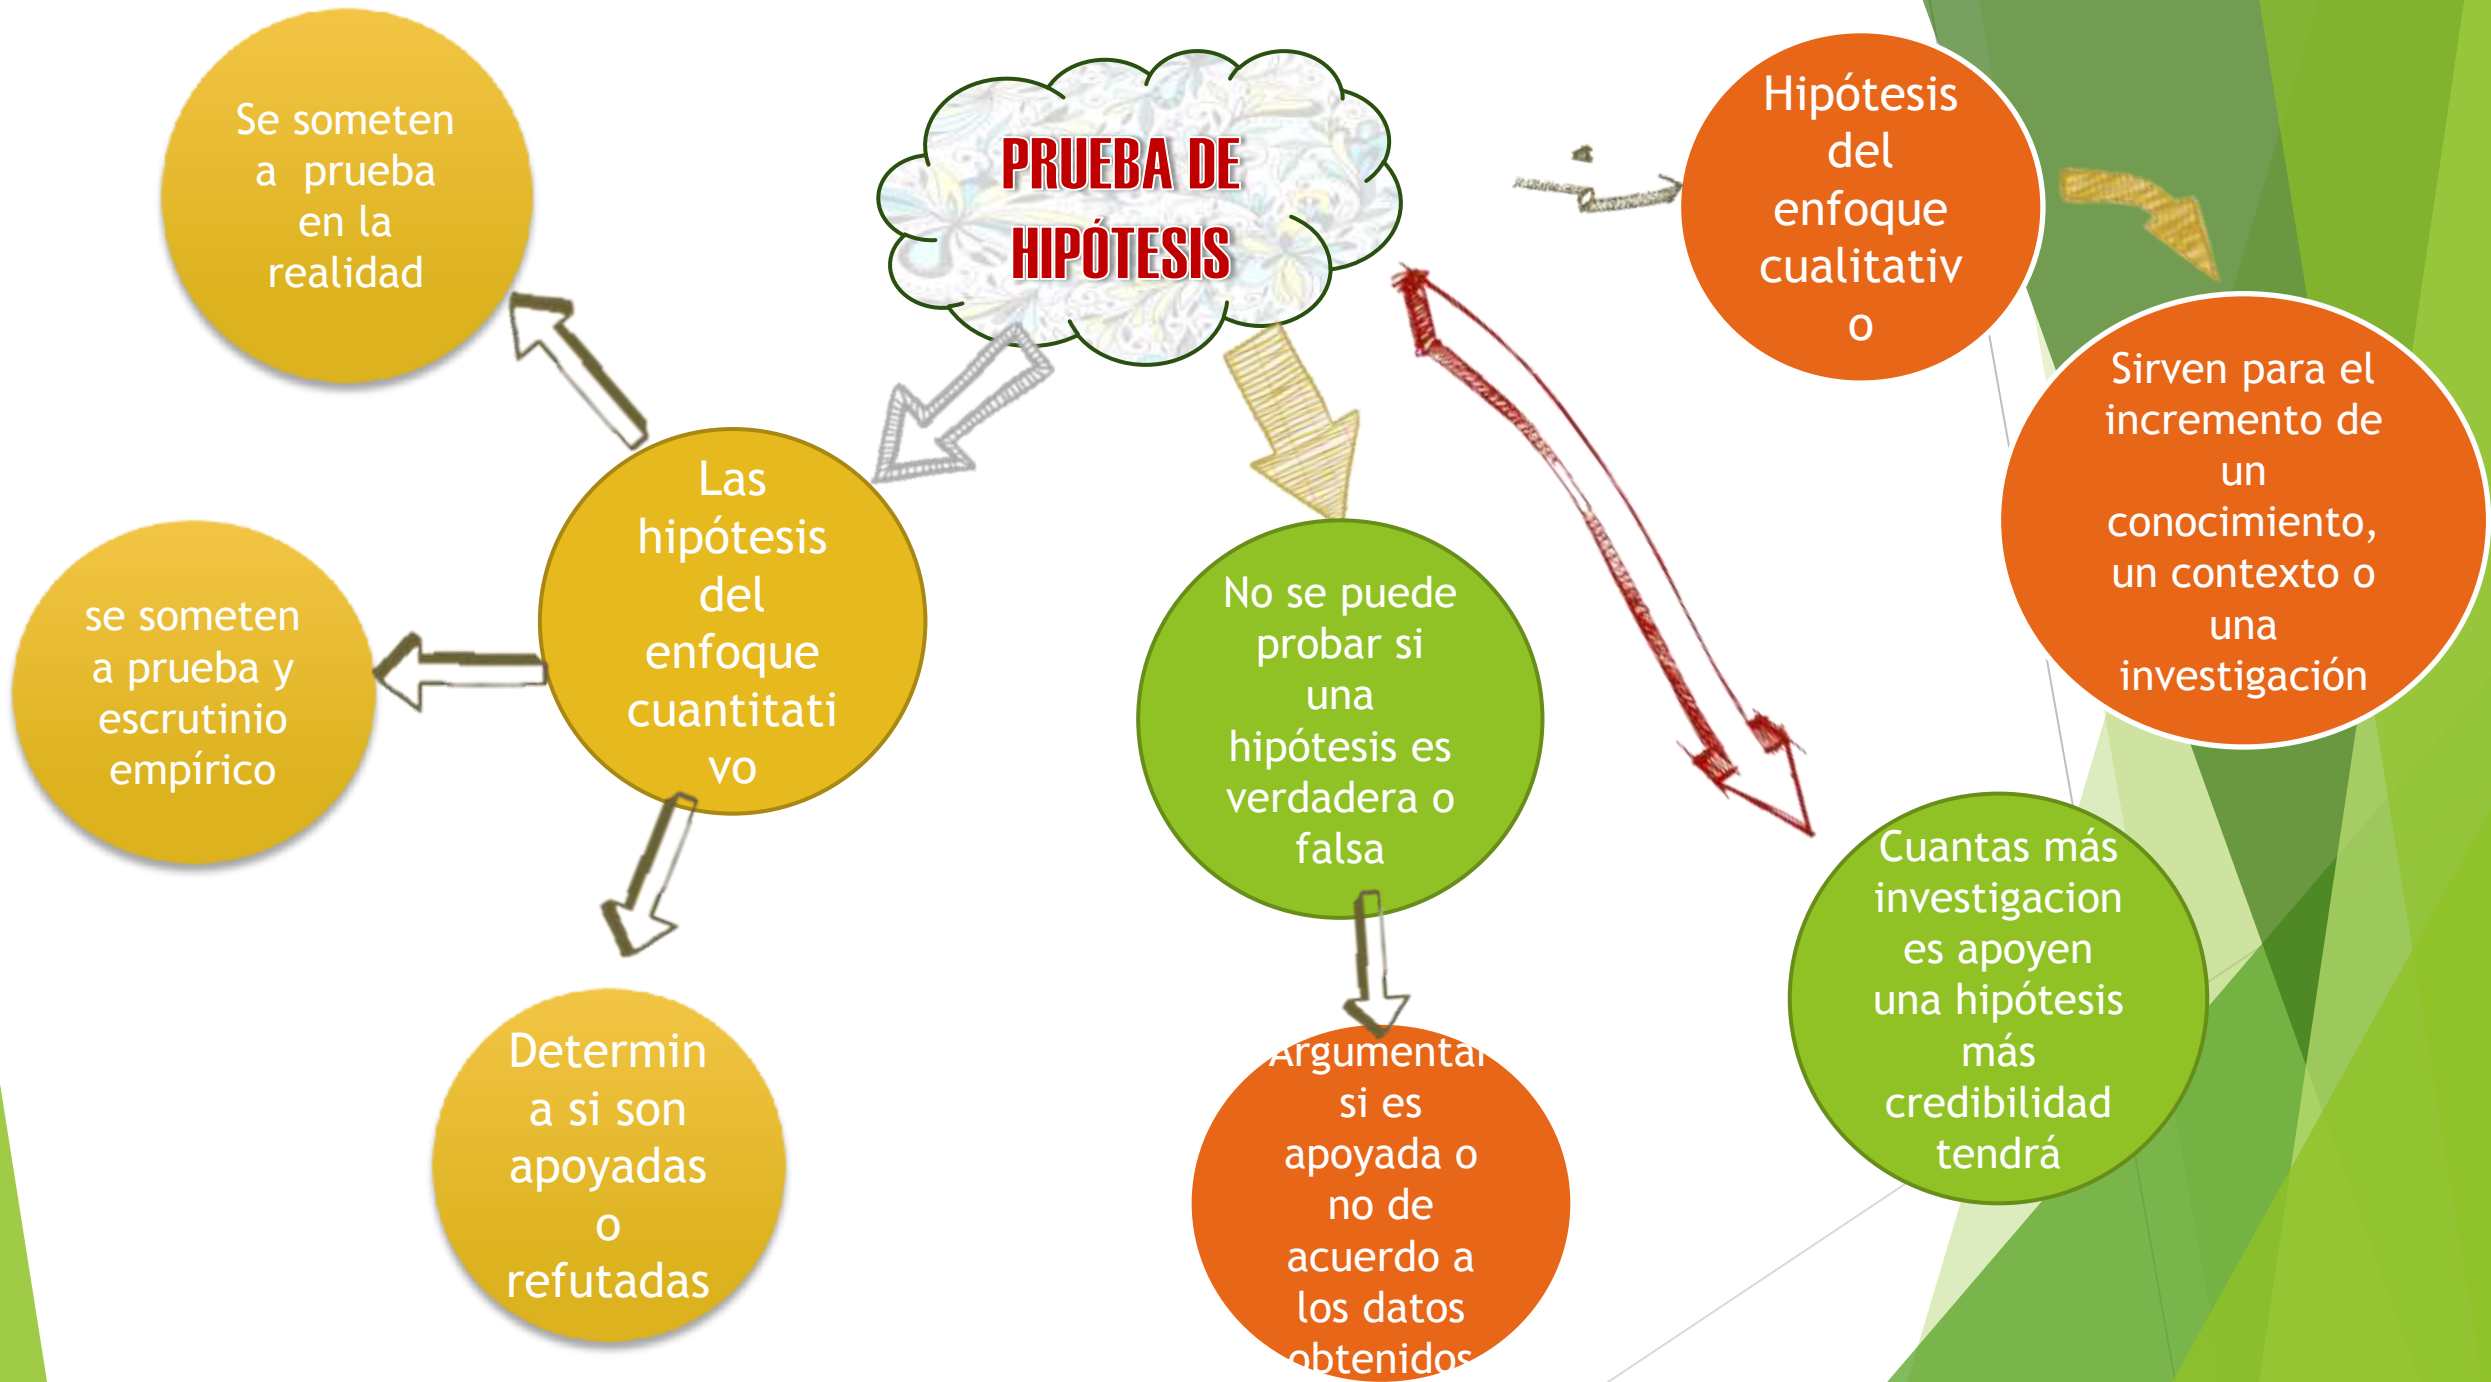 PRUEBA DE
HIPÓTESIS
Se someten
a prueba
en la
realidad
Las
hipótesis
del
enfoque
cuantitati
vo
se someten
a prueba y
escrutinio
empírico
Determin
a si son
apoyadas
o
refutadas
No se puede
probar si
una
hipótesis es
verdadera o
falsa
Argumentar
si es
apoyada o
no de
acuerdo a
los datos
obtenidos
Hipótesis
del
enfoque
cualitativ
o
Sirven para el
incremento de
un
conocimiento,
un contexto o
una
investigación
Cuantas más
investigacion
es apoyen
una hipótesis
más
credibilidad
tendrá